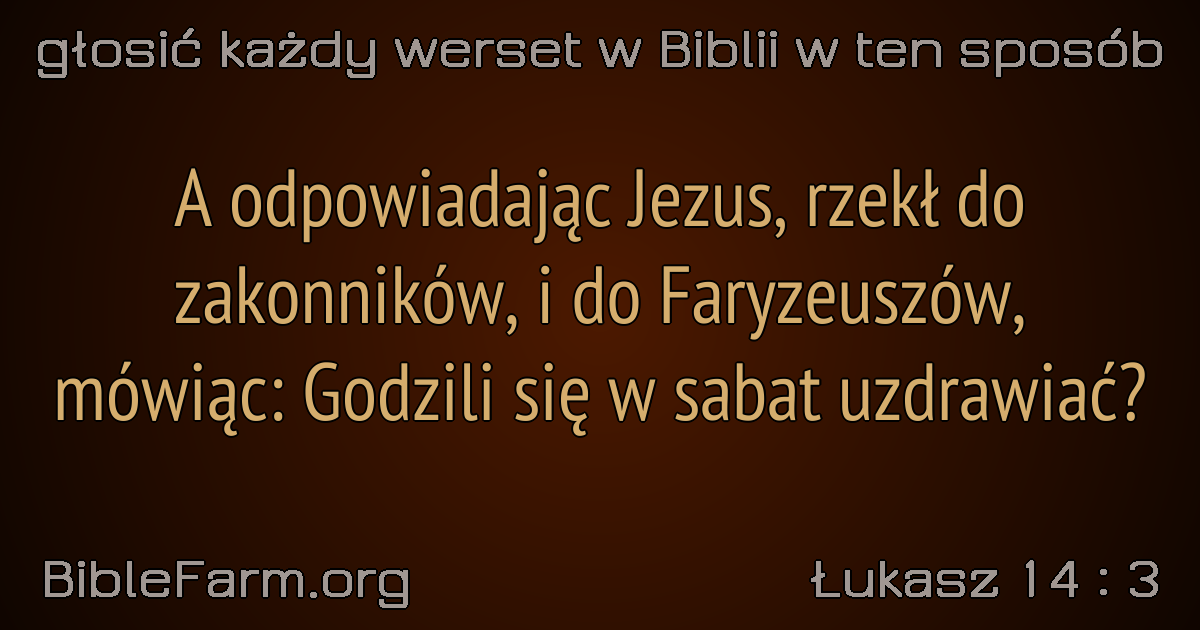 głosić każdy werset w Biblii w ten sposób
A odpowiadając Jezus, rzekł do
zakonników, i do Faryzeuszów,
mówiąc: Godzili się w sabat uzdrawiać?
BibleFarm.org
Łukasz 14 : 3